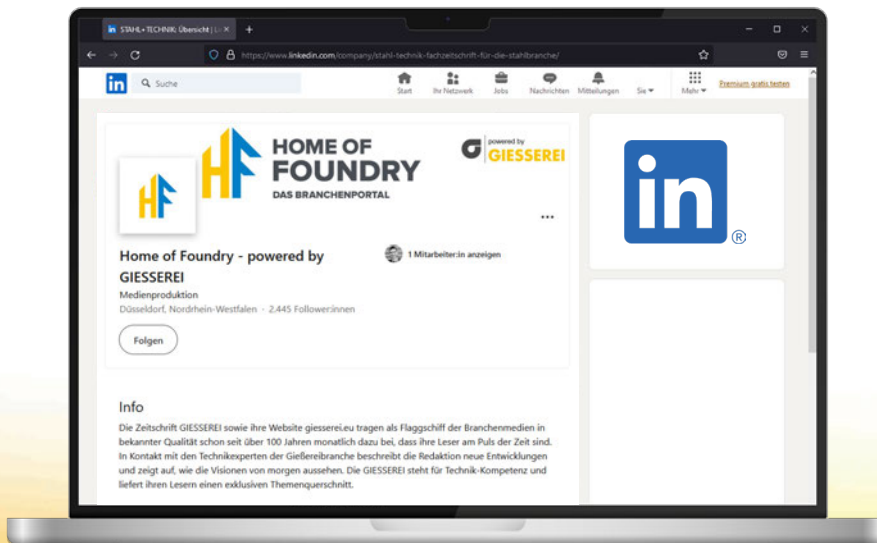 STAHL+ TECHNIK: Übersicht | Li
https://www.linkedin.com/company/stahl-technik-fachzeitschrift-für-die-stahlbranche/
in
Suche
Start
Ihr Netzwerk
Jobs
Nachrichten
Mitteilungen
Sie
Mehr
Premium gratis testen
HF
HF
HOME OF
FOUNDRY
DAS BRANCHENPORTAL
powered by
GIESSEREI
in
®
Home of Foundry - powered by
GIESSEREI
1 Mitarbeiter:in anzeigen
Medienproduktion
Düsseldorf, Nordrhein-Westfalen · 2.445 Follower:innen
Folgen
Info
Die Zeitschrift GIESSEREI sowie ihre Website giesserei.eu tragen als Flaggschiff der Branchenmedien in
bekannter Qualität schon seit über 100 Jahren monatlich dazu bei, dass ihre Leser am Puls der Zeit sind.
In Kontakt mit den Technikexperten der Gießereibranche beschreibt die Redaktion neue Entwicklungen
und zeigt auf, wie die Visionen von morgen aussehen. Die GIESSEREI steht für Technik-Kompetenz und
liefert ihren Lesern einen exklusiven Themenquerschnitt.